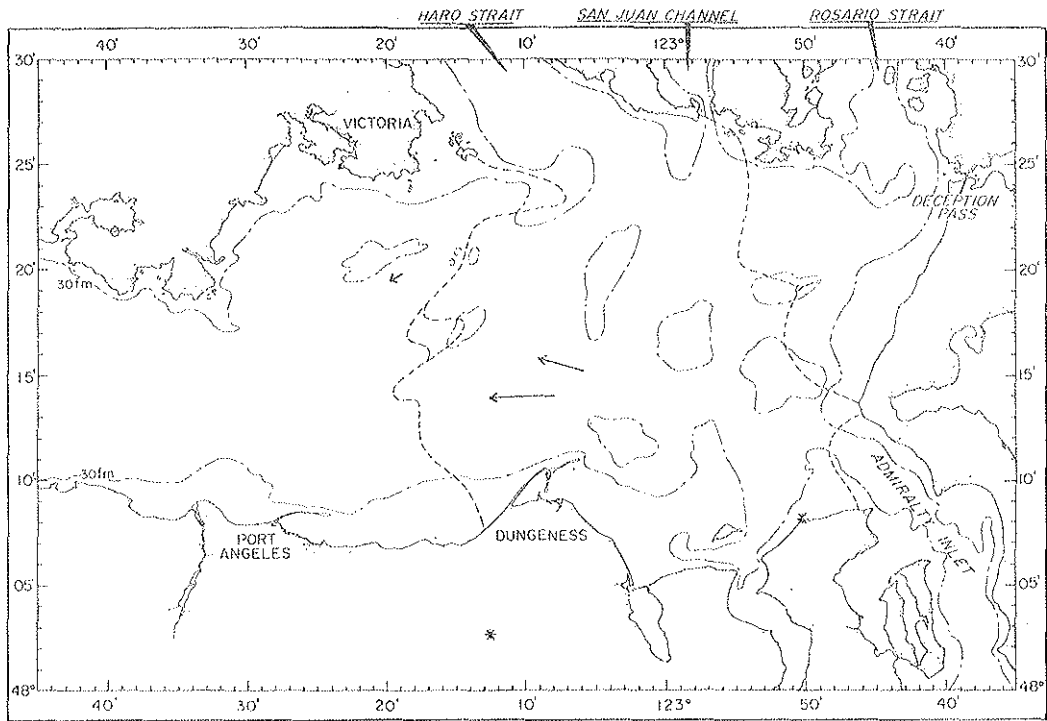 HARO STRAIT SAN JUAN CHANNEL ROSARIO STRAIT
40' 30' 20' 10' 123° 50' 40'
30' 30'
VICTORIA
25' 25'
DECEPTION
PASS
20' 20'
30fm
15' 15'
30fm
10' 10'
ADMIRALTY
INLET
PORT
ANGELES
DUNGENESS
05' 05'
48° 48°
40' 30' 20' 10' 123° 50' 40'